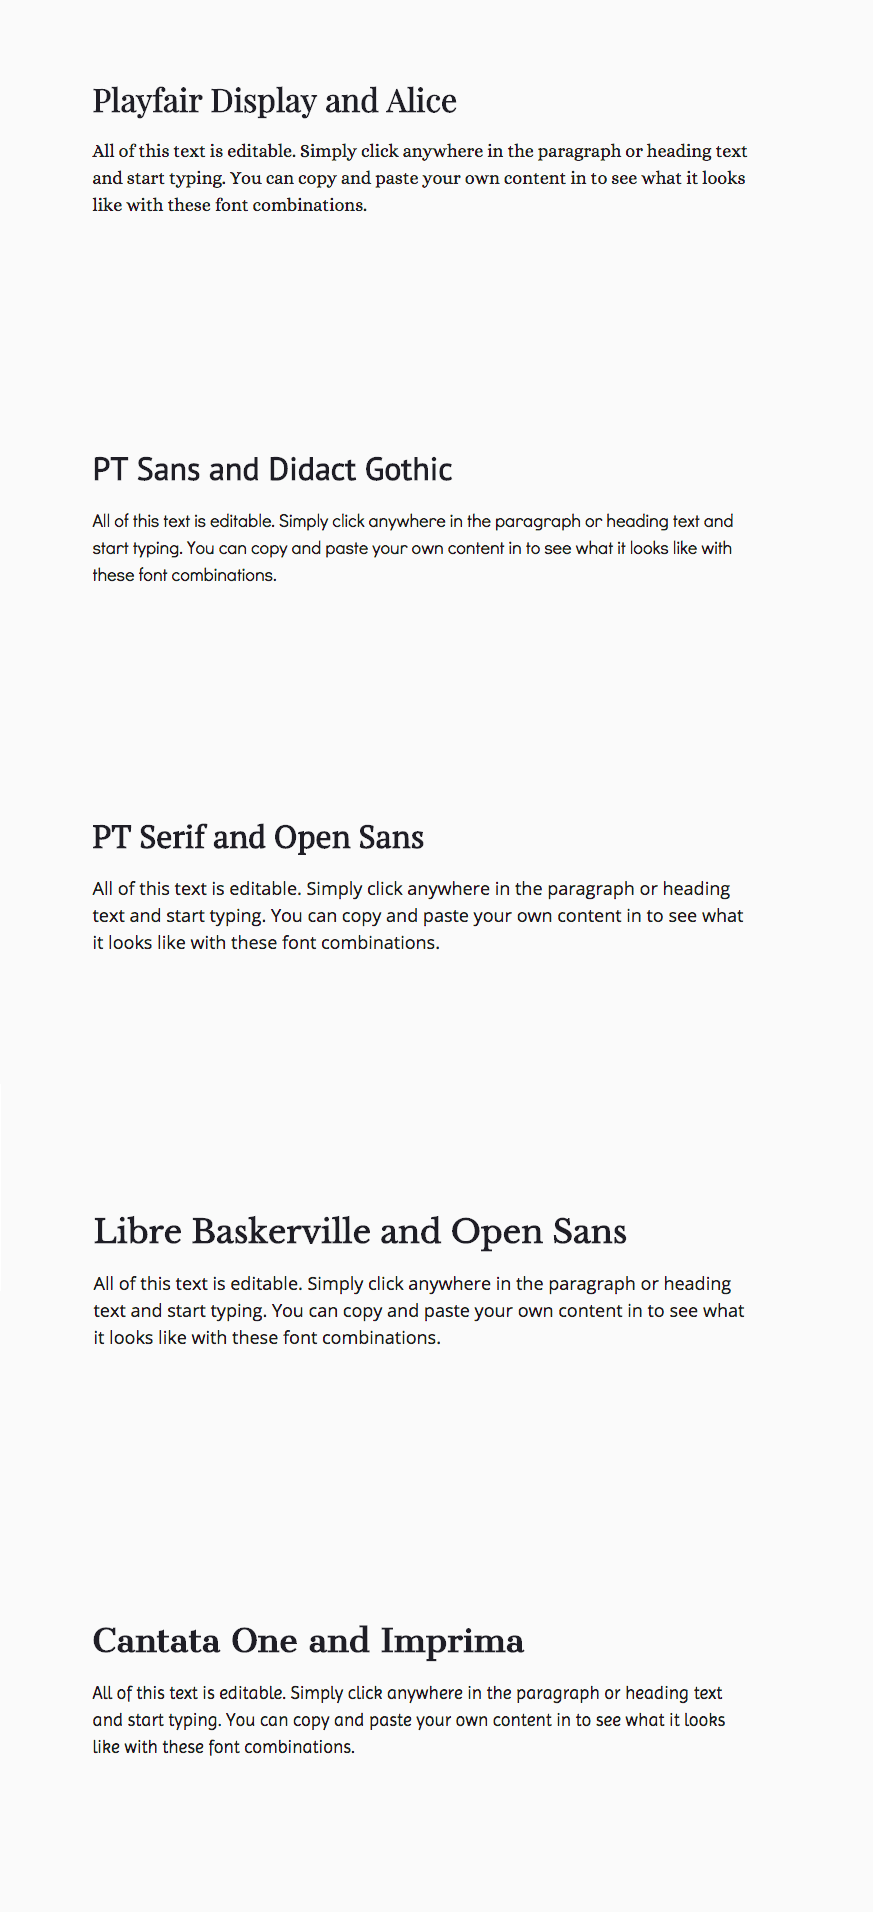 Playfair Display and Alice
All of this text is editable. Simply click anywhere in the paragraph or heading text
and start typing. You can copy and paste your own content in to see what it looks
like with these font combinations.
PT Sans and Didact Gothic
All of this text is editable. Simply click anywhere in the paragraph or heading text and
start typing. You can copy and paste your own content in to see what it looks like with
these font combinations.
PT Serif and Open Sans
All of this text is editable. Simply click anywhere in the paragraph or heading
text and start typing. You can copy and paste your own content in to see what
it looks like with these font combinations.
Libre Baskerville and Open Sans
All of this text is editable. Simply click anywhere in the paragraph or heading
text and start typing. You can copy and paste your own content in to see what
it looks like with these font combinations.
Cantata One and Imprima
All of this text is editable. Simply click anywhere in the paragraph or heading text
and start typing. You can copy and paste your own content in to see what it looks
like with these font combinations.